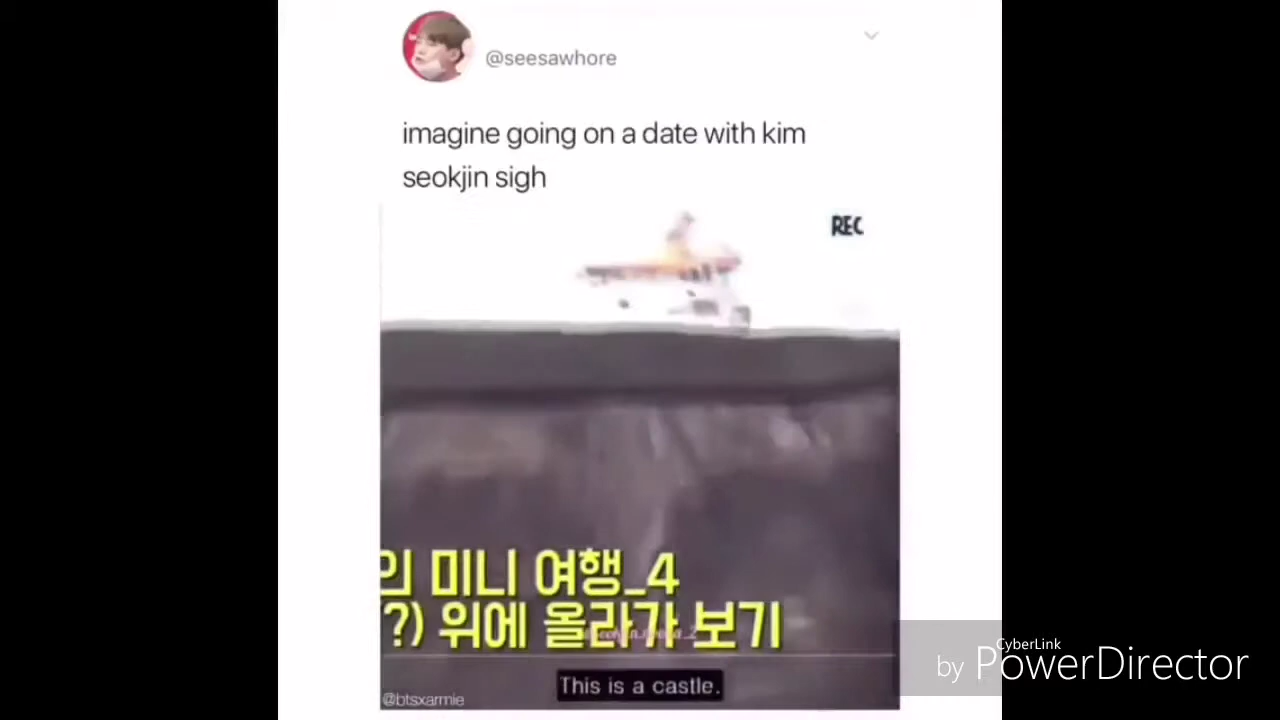 @seesawhore
imagine going on a date with kim
seokjin sigh
REC
의 미니 여행_4
?) 위에 올라가 보기
This is a castle.
@btsxarmie
CyberLink
by PowerDirector